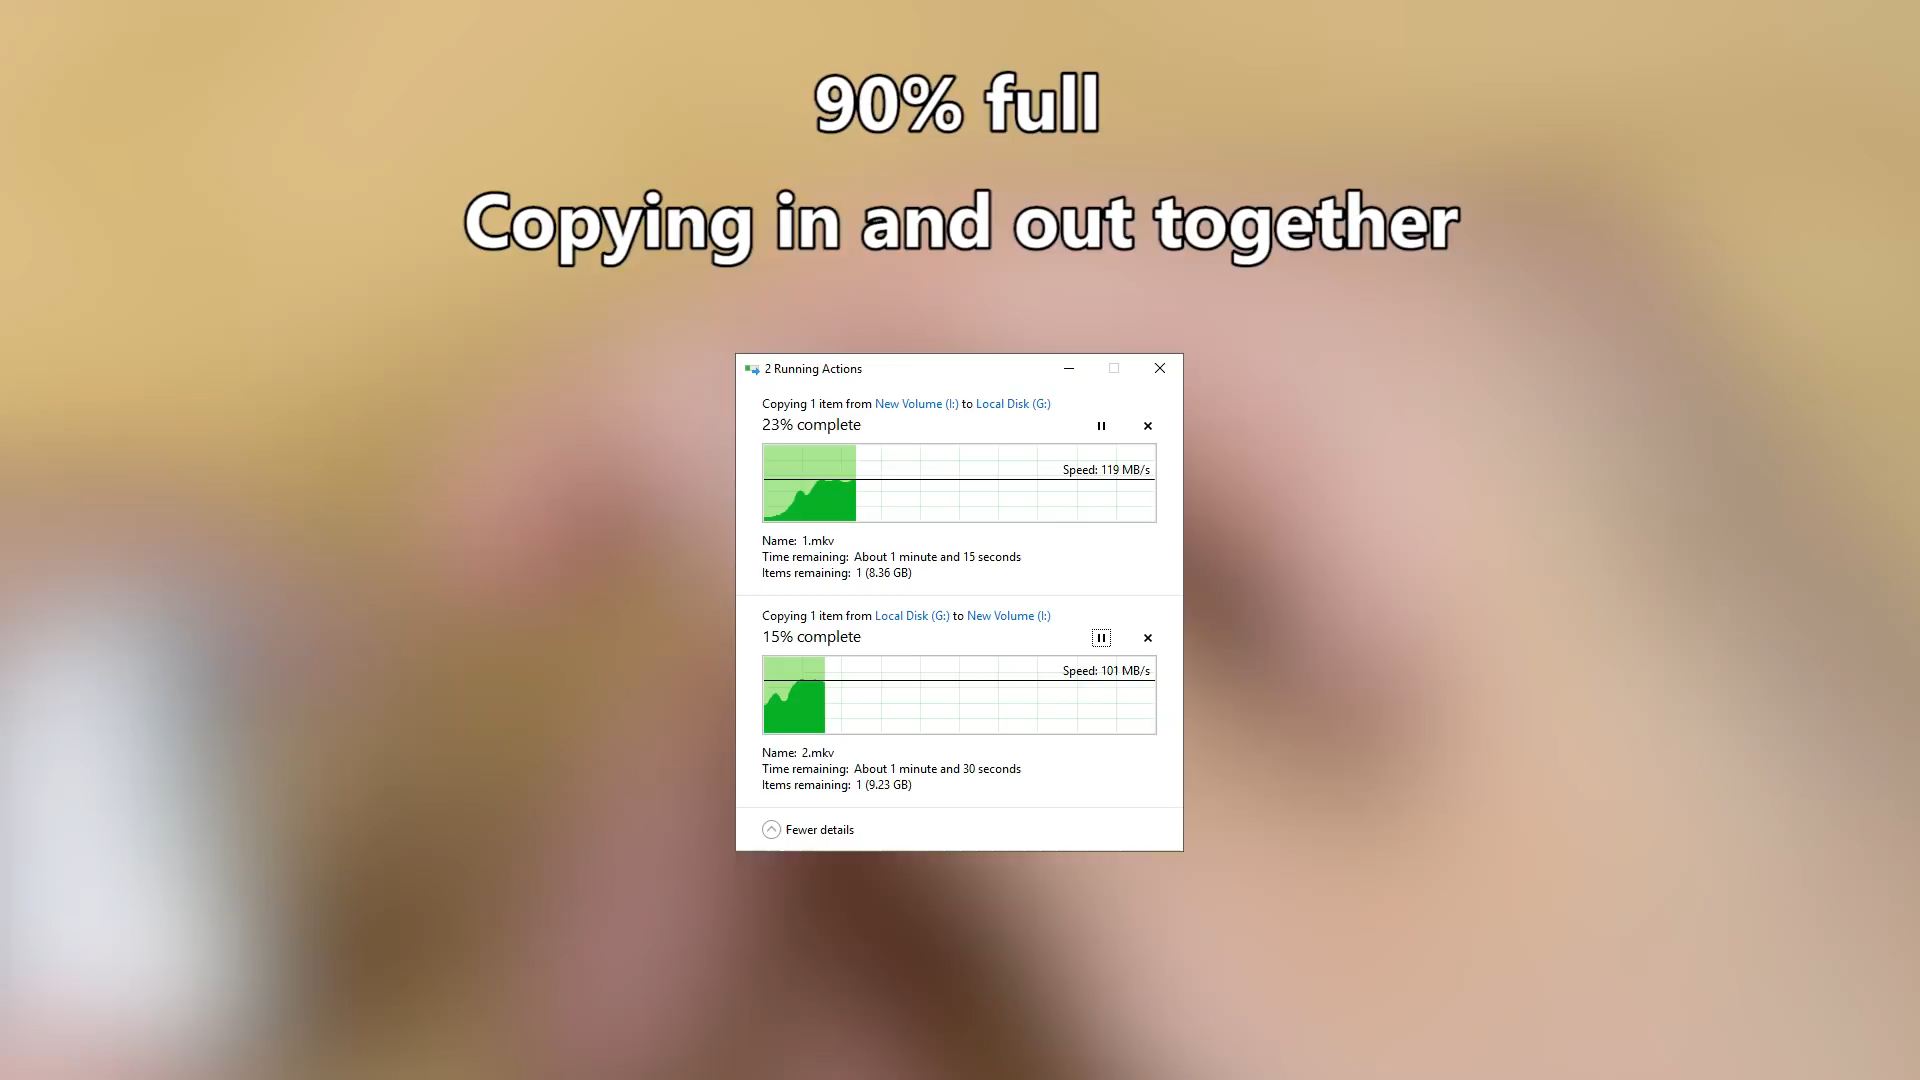 90% full
Copying in and out together
2 Running Actions
Copying 1 item from New Volume (I:) to Local Disk (G:)
23% complete
Speed: 119 MB/s
Name: 1.mkv
Time remaining: About 1 minute and 15 seconds
Items remaining: 1 (8.36 GB)
Copying 1 item from Local Disk (G:) to New Volume (I:)
15% complete
Speed: 101 MB/s
Name: 2.mkv
Time remaining: About 1 minute and 30 seconds
Items remaining: 1 (9.23 GB)
Fewer details